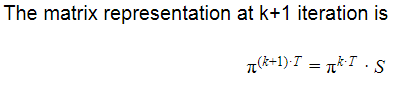 The matrix representation at k+1 iteration is
π^(k+1)·T = π^k·T · S